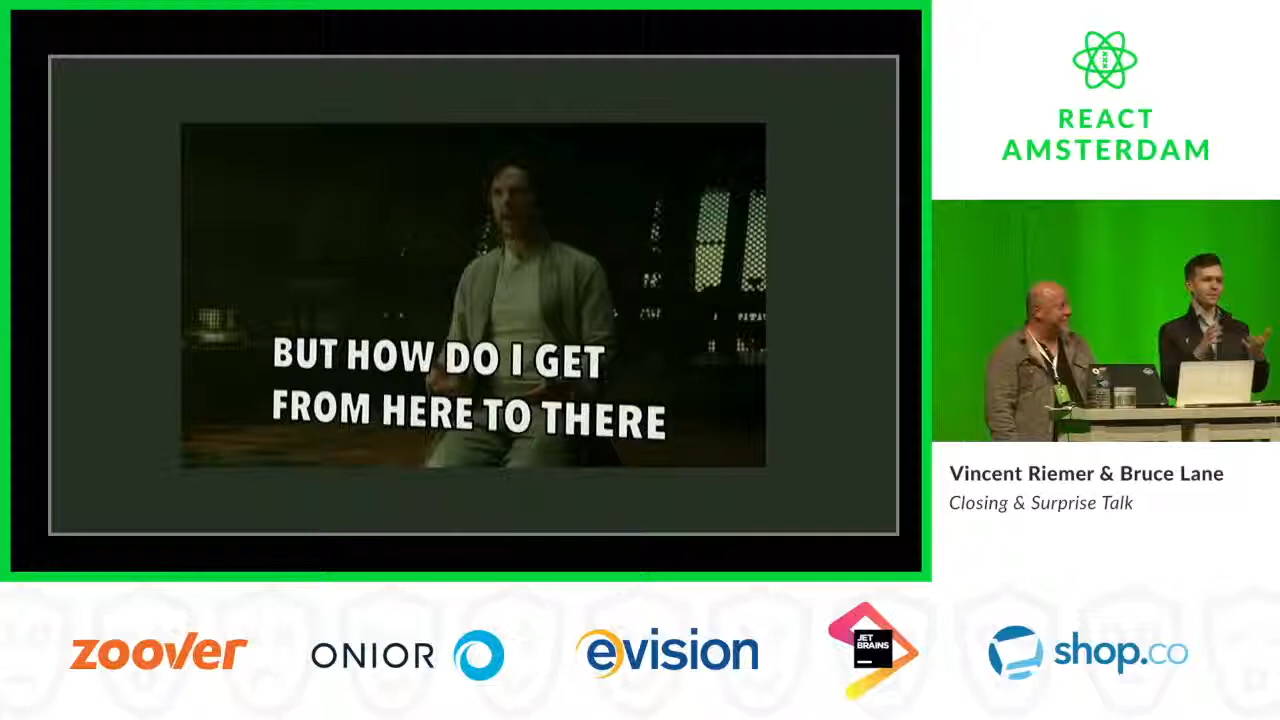 BUT HOW DO I GET
FROM HERE TO THERE
REACT
AMSTERDAM
Vincent Riemer & Bruce Lane
Closing & Surprise Talk
zoover
ONIOR
evision
JET
BRAINS
shop.co